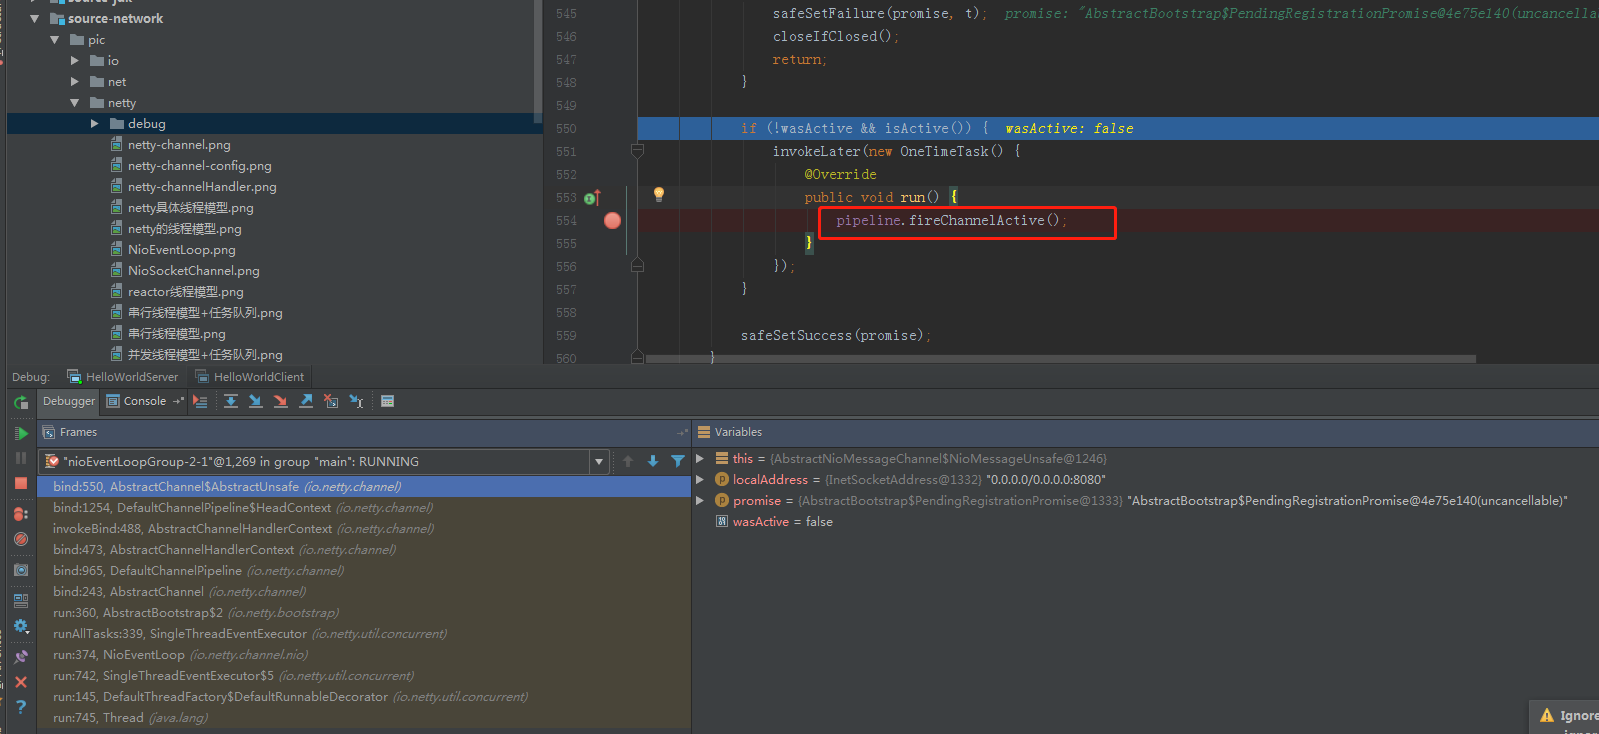 source-jdk
source-network
pic
io
net
netty
debug
netty-channel.png
netty-channel-config.png
netty-channelHandler.png
netty具体线程模型.png
netty的线程模型.png
NioEventLoop.png
NioSocketChannel.png
reactor线程模型.png
串行线程模型+任务队列.png
串行线程模型.png
并发线程模型+任务队列.png
545 safeSetFailure(promise, t); promise: "AbstractBootstrap$PendingRegistrationPromise@4e75e140(uncancella
546 closeIfClosed();
547 return;
548 }
549
550 if (!wasActive && isActive()) { wasActive: false
551 invokeLater(new OneTimeTask() {
552 @Override
553 public void run() {
554 pipeline.fireChannelActive();
555 }
556 });
557 }
558
559 safeSetSuccess(promise);
560 }
Debug: HelloWorldServer HelloWorldClient
Debugger Console
Frames
"nioEventLoopGroup-2-1"@1,269 in group "main": RUNNING
bind:550, AbstractChannel$AbstractUnsafe (io.netty.channel)
bind:1254, DefaultChannelPipeline$HeadContext (io.netty.channel)
invokeBind:488, AbstractChannelHandlerContext (io.netty.channel)
bind:473, AbstractChannelHandlerContext (io.netty.channel)
bind:965, DefaultChannelPipeline (io.netty.channel)
bind:243, AbstractChannel (io.netty.channel)
run:360, AbstractBootstrap$2 (io.netty.bootstrap)
runAllTasks:339, SingleThreadEventExecutor (io.netty.util.concurrent)
run:374, NioEventLoop (io.netty.channel.nio)
run:742, SingleThreadEventExecutor$5 (io.netty.util.concurrent)
run:145, DefaultThreadFactory$DefaultRunnableDecorator (io.netty.util.concurrent)
run:745, Thread (java.lang)
Variables
this = {AbstractNioMessageChannel$NioMessageUnsafe@1246}
localAddress = {InetSocketAddress@1332} "0.0.0.0/0.0.0.0:8080"
promise = {AbstractBootstrap$PendingRegistrationPromise@1333} "AbstractBootstrap$PendingRegistrationPromise@4e75e140(uncancellable)"
wasActive = false
Ignore